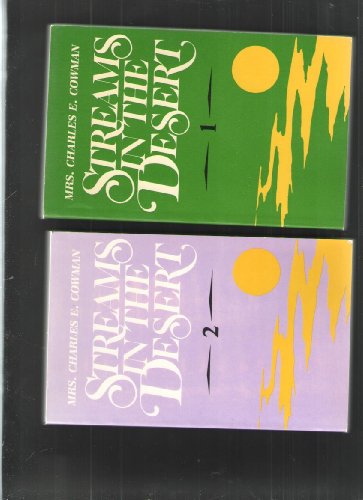 MRS. CHARLES E. COWMAN
STREAMS
IN THE
DESERT
1
MRS. CHARLES E. COWMAN
STREAMS
IN THE
DESERT
2